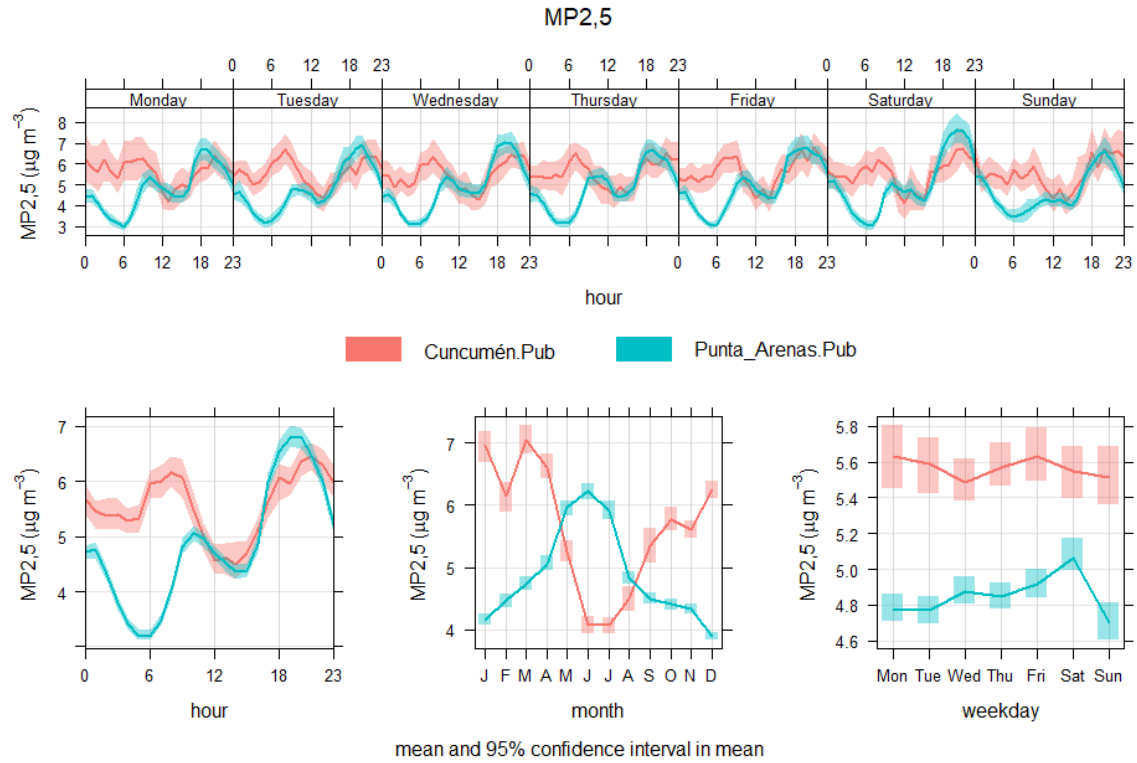 MP2,5
0 6 12 18 23 0 6 12 18 23 0 6 12 18 23
Monday Tuesday Wednesday Thursday Friday Saturday Sunday
MP2,5 (μg m⁻³)
8
7
6
5
4
3
0 6 12 18 23 0 6 12 18 23 0 6 12 18 23 0 6 12 18 23
hour
Cuncumén.Pub Punta_Arenas.Pub
MP2,5 (μg m⁻³)
7
6
5
4
0 6 12 18 23
hour
MP2,5 (μg m⁻³)
7
6
5
4
J F M A M J J A S O N D
month
MP2,5 (μg m⁻³)
5.8
5.6
5.4
5.2
5.0
4.8
4.6
Mon Tue Wed Thu Fri Sat Sun
weekday
mean and 95% confidence interval in mean